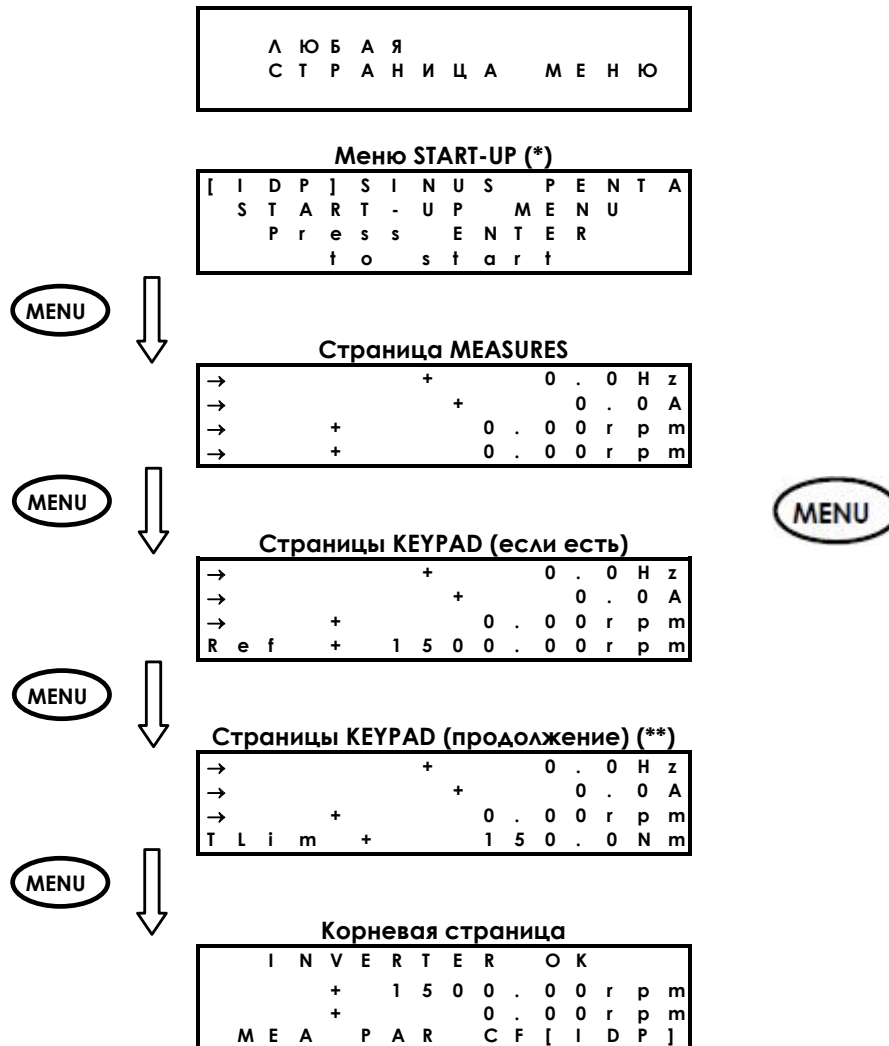 ЛЮБАЯ
СТРАНИЦА МЕНЮ
Меню START-UP (*)
[IDP]SINUS PENTA
START-UP MENU
Press ENTER
to start
MENU
Страница MEASURES
→ + 0.0Hz
→ + 0.0A
→ + 0.00rpm
→ + 0.00rpm
MENU
MENU
Страницы KEYPAD (если есть)
→ + 0.0Hz
→ + 0.0A
→ + 0.00rpm
Ref + 1500.00rpm
MENU
Страницы KEYPAD (продолжение) (**)
→ + 0.0Hz
→ + 0.0A
→ + 0.00rpm
TLim + 150.0Nm
MENU
Корневая страница
INVERTER OK
+ 1500.00rpm
+ 0.00rpm
MEA PAR CF[IDP]